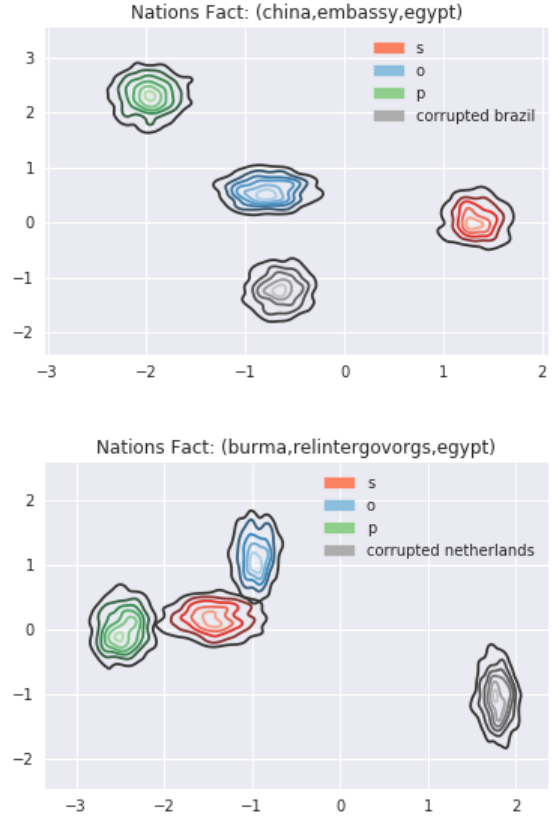 Nations Fact: (china,embassy,egypt)
s
o
p
corrupted brazil
3
2
1
0
−1
−2
−3 −2 −1 0 1 2
Nations Fact: (burma,relintergovorgs,egypt)
s
o
p
corrupted netherlands
2
1
0
−1
−2
−3 −2 −1 0 1 2